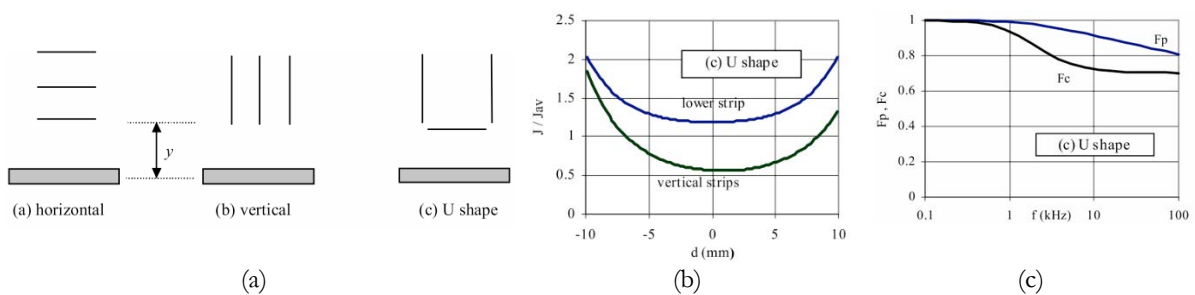 y
(a) horizontal
(b) vertical
(c) U shape
(a)
2.5
2
1.5
1
0.5
0
J / Jav
(c) U shape
lower strip
vertical strips
-10
-5
0
5
10
d (mm)
(b)
1
0.8
0.6
0.4
0.2
0
Fp , Fc
Fp
Fc
(c) U shape
0.1
1
f (kHz)
10
100
(c)